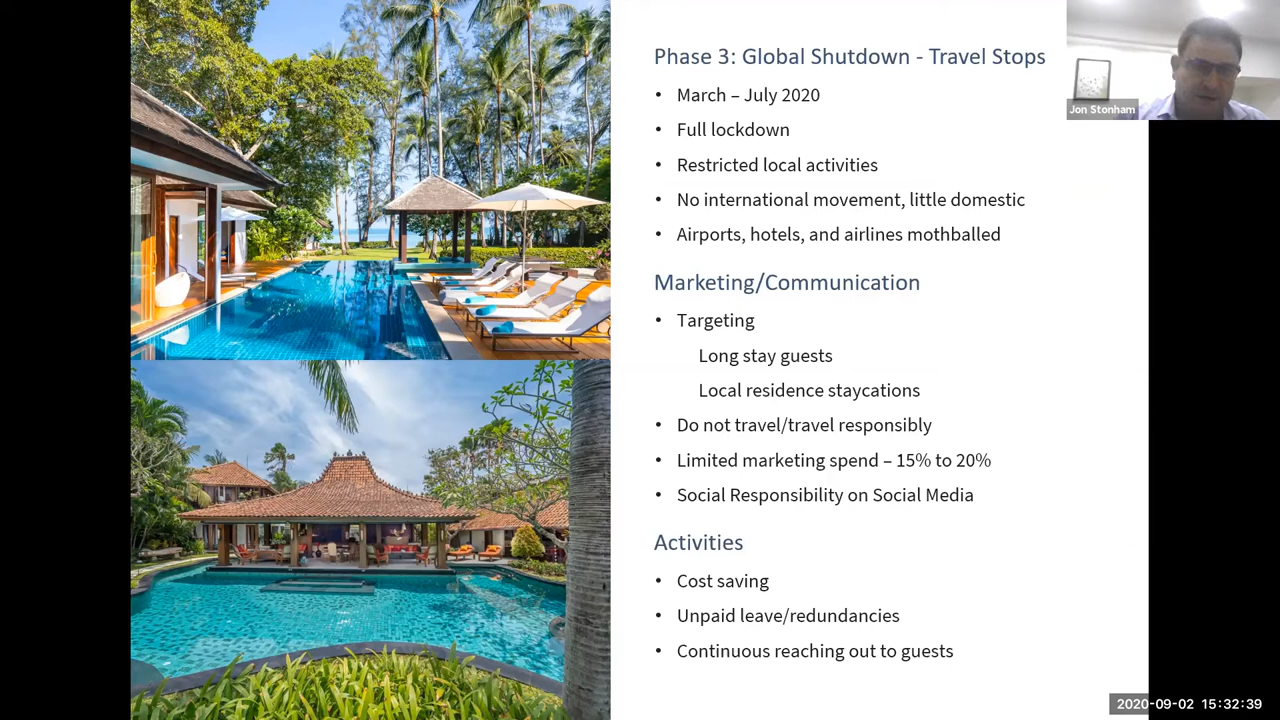 Phase 3: Global Shutdown - Travel Stops
• March – July 2020
• Full lockdown
• Restricted local activities
• No international movement, little domestic
• Airports, hotels, and airlines mothballed
Marketing/Communication
• Targeting
Long stay guests
Local residence staycations
• Do not travel/travel responsibly
• Limited marketing spend – 15% to 20%
• Social Responsibility on Social Media
Activities
• Cost saving
• Unpaid leave/redundancies
• Continuous reaching out to guests
Jon Stonham
2020-09-02 15:32:39